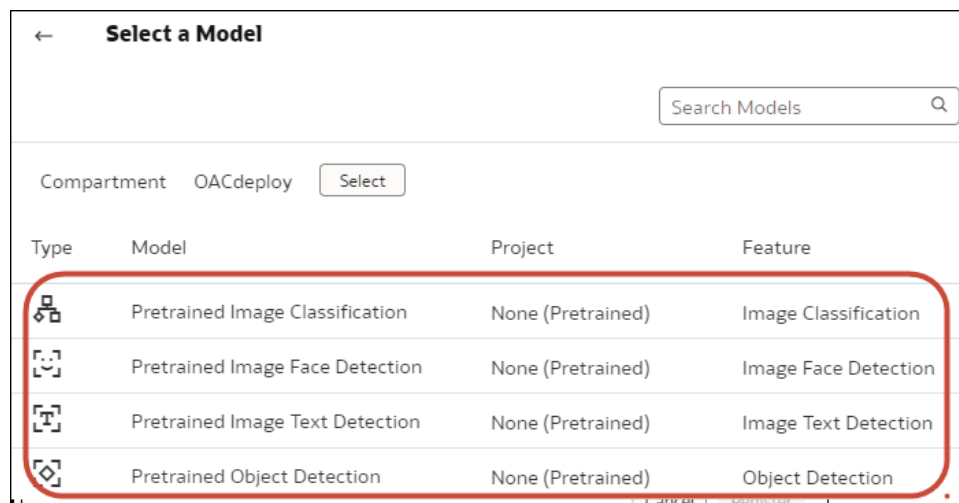 ← Select a Model
Search Models
Compartment OACdeploy Select
Type Model Project Feature
Pretrained Image Classification None (Pretrained) Image Classification
Pretrained Image Face Detection None (Pretrained) Image Face Detection
T Pretrained Image Text Detection None (Pretrained) Image Text Detection
Pretrained Object Detection None (Pretrained) Object Detection